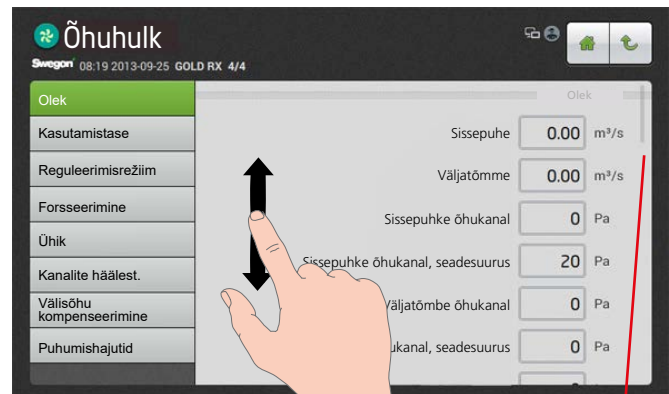 Õhuhulk
Swegon 08:19 2013-09-25 GOLD RX 4/4
Olek
Kasutamistase
Reguleerimisrežiim
Forsseerimine
Ühik
Kanalite häälest.
Välisõhu
kompenseerimine
Puhumishajutid
Olek
Sissepuhe 0.00 m³/s
Väljatõmme 0.00 m³/s
Sissepuhke õhukanal 0 Pa
Sissepuhke õhukanal, seadesuurus 20 Pa
Väljatõmbe õhukanal 0 Pa
õhukanal, seadesuurus 0 Pa